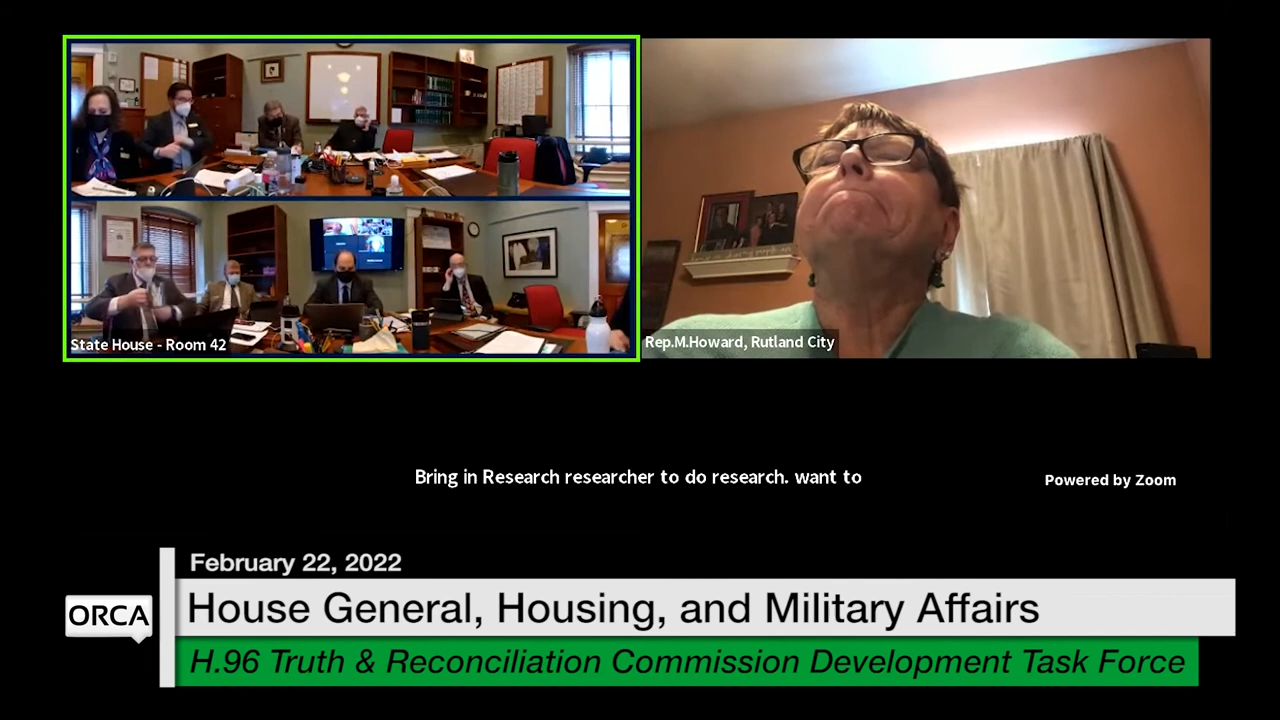 State House - Room 42
Rep.M.Howard, Rutland City
Bring in Research researcher to do research. want to
Powered by Zoom
February 22, 2022
ORCA
House General, Housing, and Military Affairs
H.96 Truth & Reconciliation Commission Development Task Force